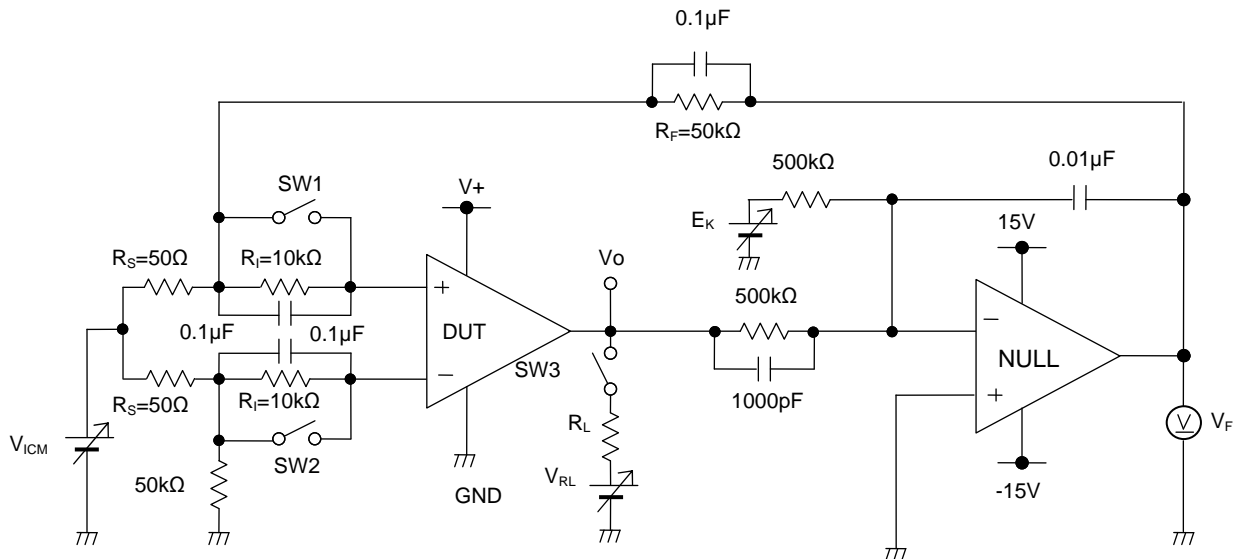 0.1µF
R_F=50kΩ
500kΩ
0.01µF
SW1
V+
E_K
15V
R_S=50Ω
R_I=10kΩ
Vo
+
500kΩ
−
0.1µF
0.1µF
DUT
NULL
SW3
−
+
R_S=50Ω
R_I=10kΩ
1000pF
V
V_F
V_ICM
SW2
R_L
50kΩ
GND
V_RL
-15V